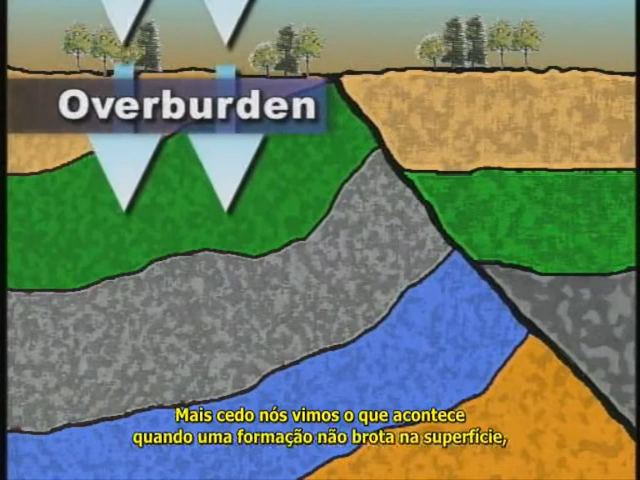 Overburden
Mais cedo nós vimos o que acontece
quando uma formação não brota na superfície,